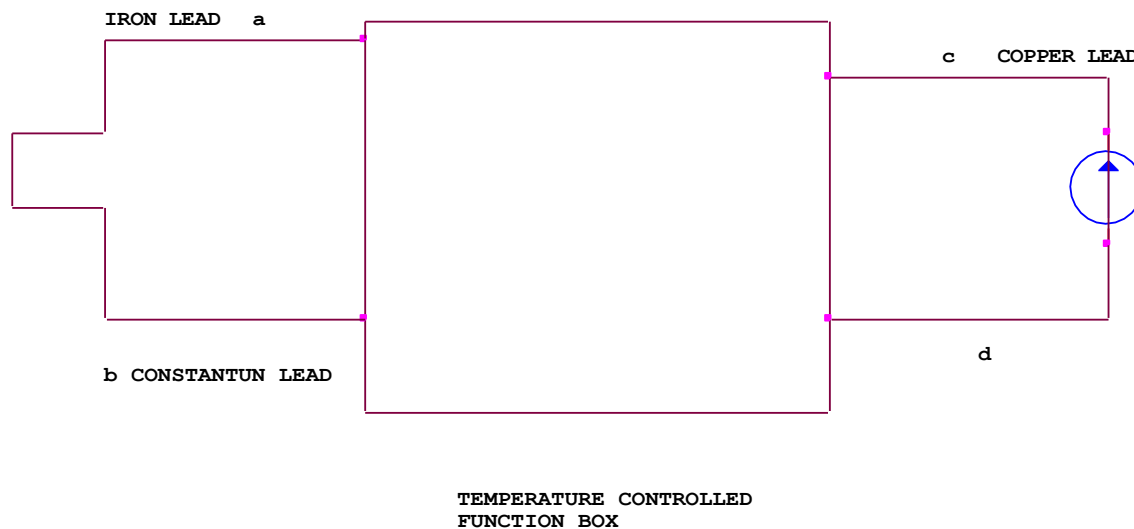 IRON LEAD a
c COPPER LEAD
d
b CONSTANTUN LEAD
TEMPERATURE CONTROLLED
FUNCTION BOX